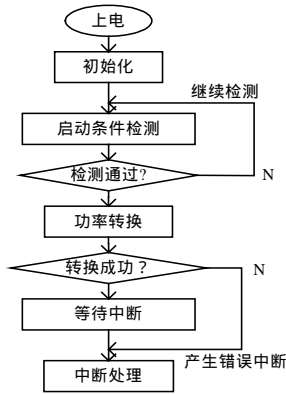 上电
初始化
继续检测
启动条件检测
检测通过?
N
功率转换
转换成功？
N
等待中断
产生错误中断
中断处理